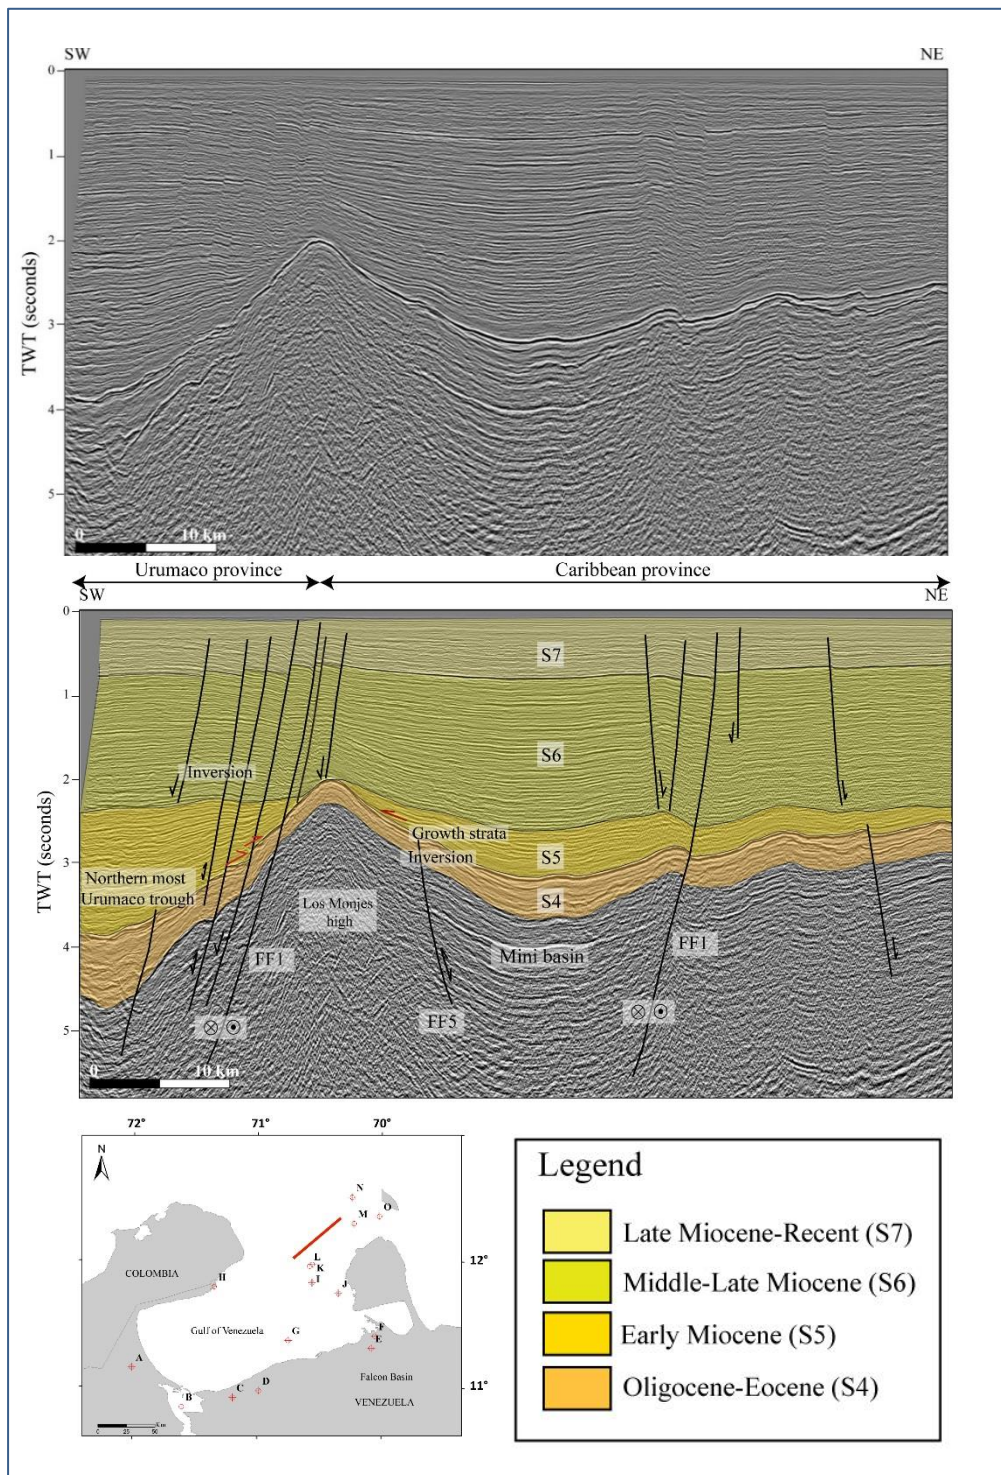 SW NE
0
1
2
3
4
5
TWT (seconds)
0 10 km
Urumaco province Caribbean province
SW NE
0
1
2
3
4
5
TWT (seconds)
S7
S6
Inversion
Growth strata
Inversion
S5
Northern most
Urumaco trough
S4
Los Monjes
high
Mini basin
FF1
FF1
FF5
0 10 km
72° 71° 70°
N
N
M
O
12°
L
K
I
J
H
COLOMBIA
Gulf of Venezuela
G
F
E
A
Falcon Basin
11°
D
C
B
VENEZUELA
0 25 50 Km
Legend
Late Miocene-Recent (S7)
Middle-Late Miocene (S6)
Early Miocene (S5)
Oligocene-Eocene (S4)